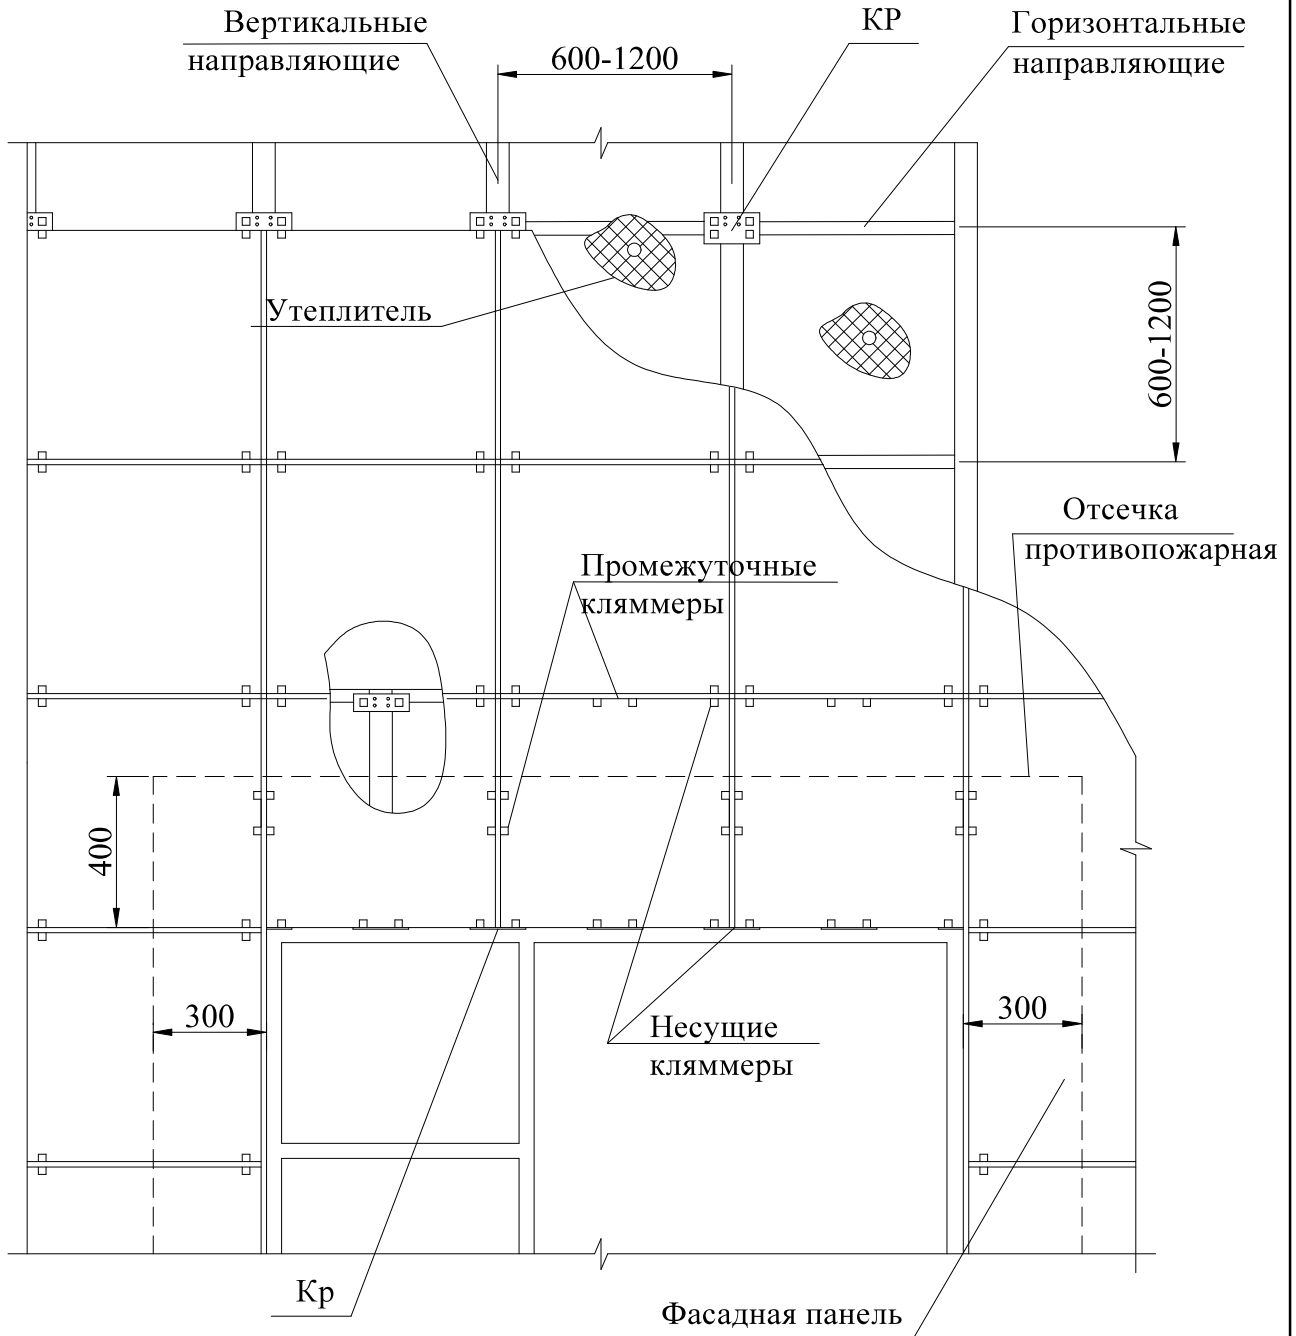 Вертикальные
направляющие
600-1200
КР
Горизонтальные
направляющие
Утеплитель
600-1200
Отсечка
противопожарная
Промежуточные
кляммеры
400
300
300
Несущие
кляммеры
Кр
Фасадная панель